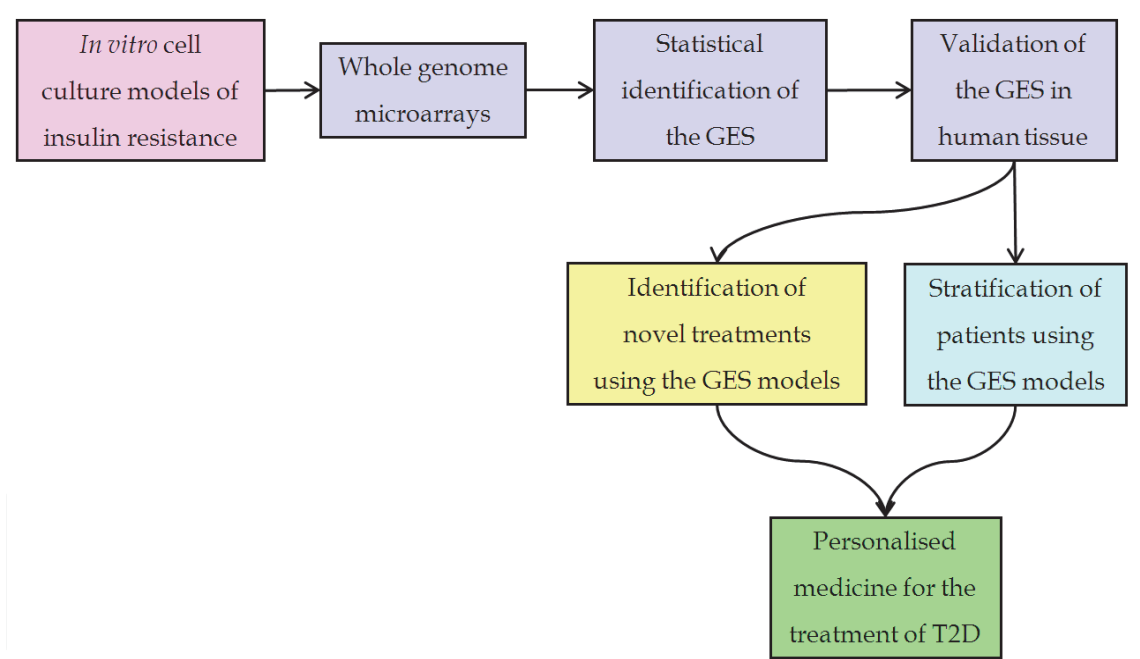 In vitro cell
culture models of
insulin resistance
Whole genome
microarrays
Statistical
identification of
the GES
Validation of
the GES in
human tissue
Identification of
novel treatments
using the GES models
Stratification of
patients using
the GES models
Personalised
medicine for the
treatment of T2D